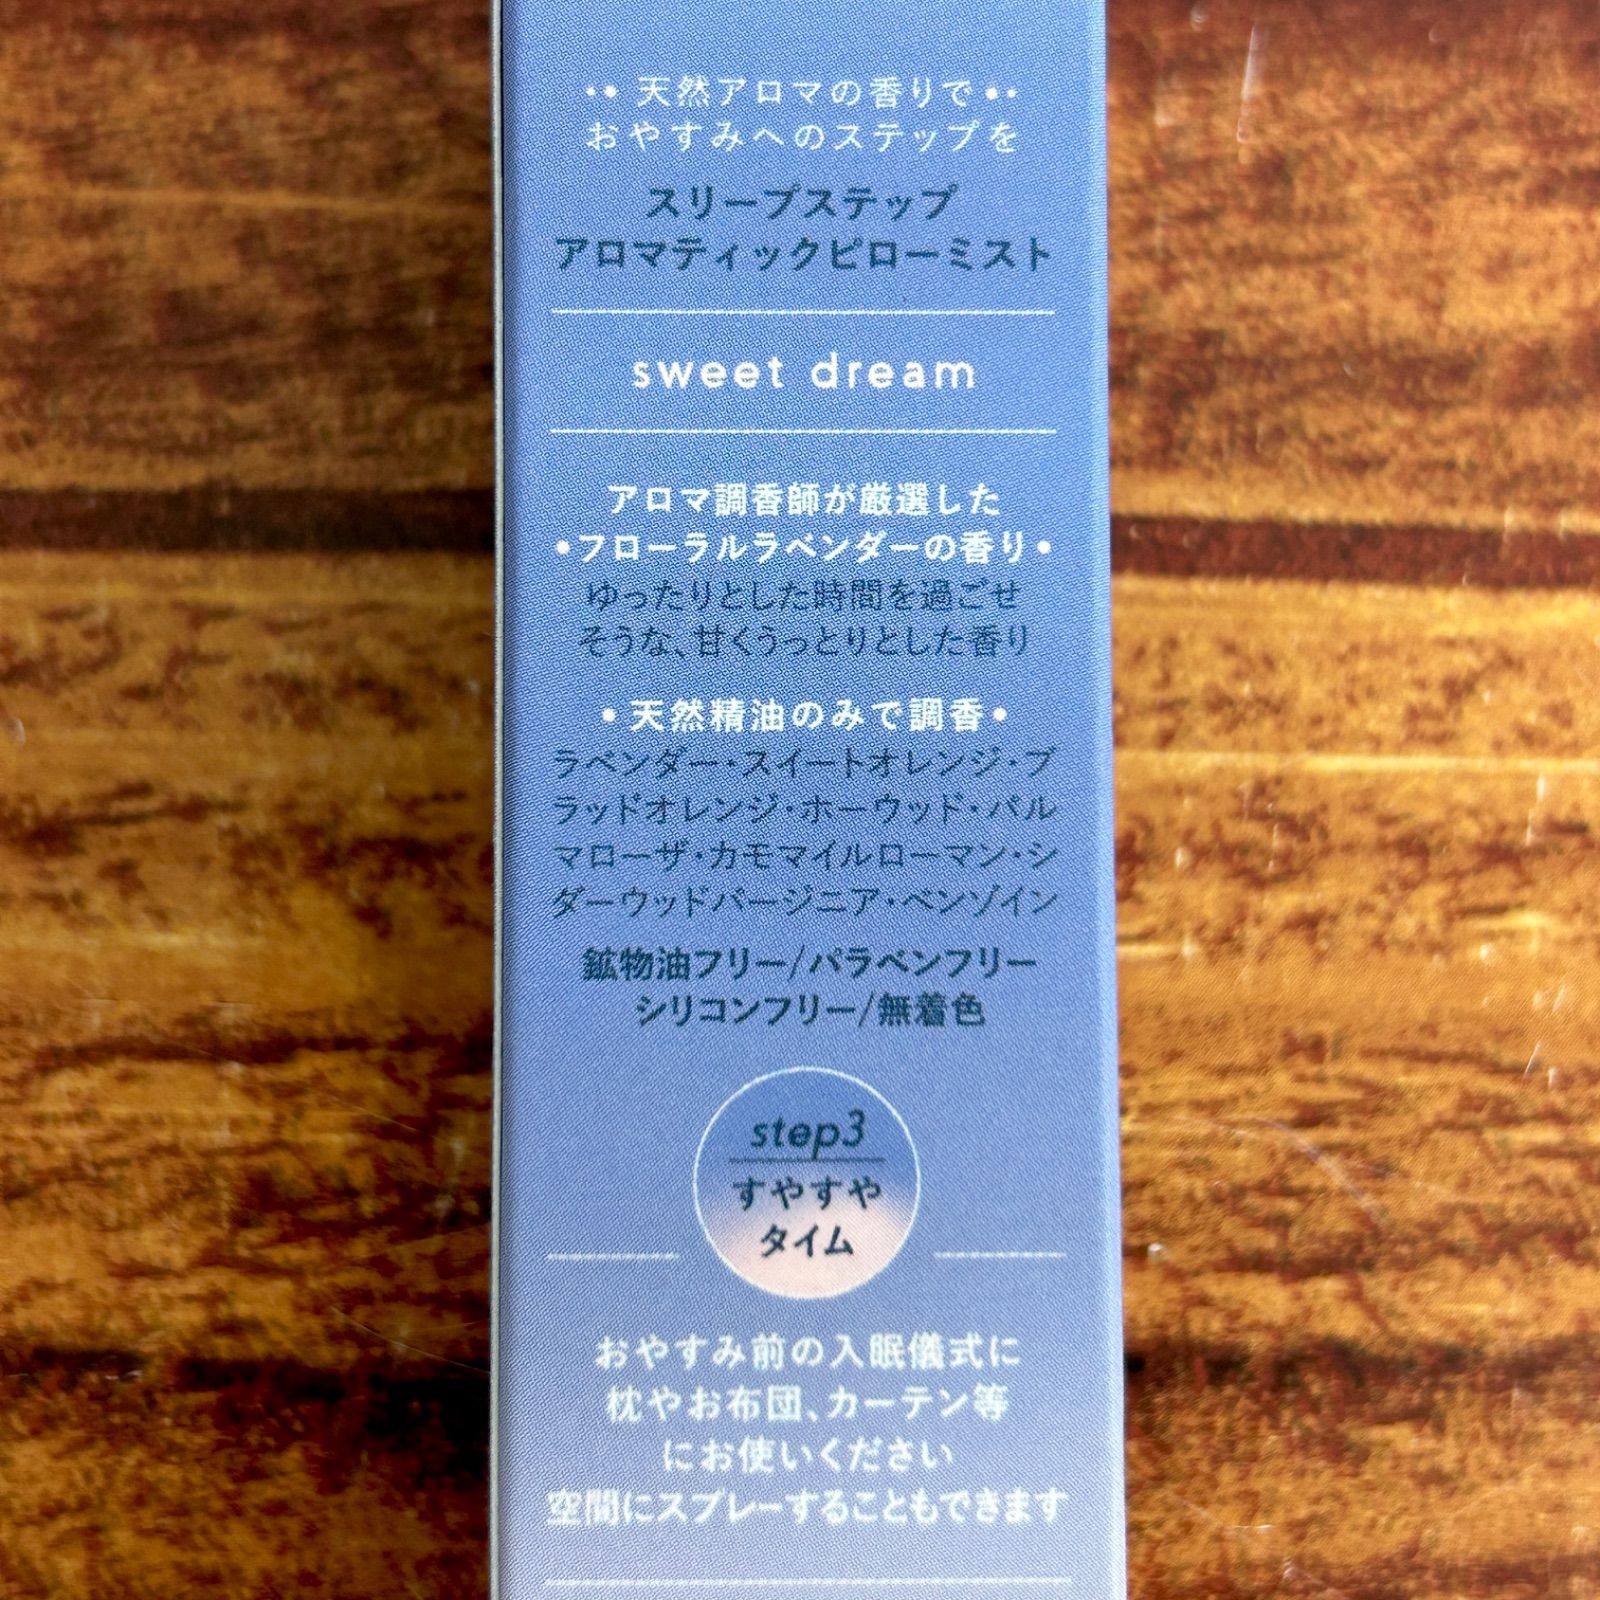 天然アロマの香りで
おやすみへのステップを
スリープステップ
アロマティックピローミスト
sweet dream
アロマ調香師が厳選した
•フローラルラベンダーの香り•
ゆったりとした時間を過ごせ
そうな、甘くうっとりとした香り
•天然精油のみで調香•
ラベンダー・スイートオレンジ・ブ
ラッドオレンジ・ホーウッド・パル
マローザ・カモマイルローマン・シ
ダーウッドバージニア・ベンゾイン
鉱物油フリー/パラベンフリー
シリコンフリー/無着色
step3
すやすや
タイム
おやすみ前の入眠儀式に
枕やお布団、カーテン等
にお使いください
空間にスプレーすることもできます